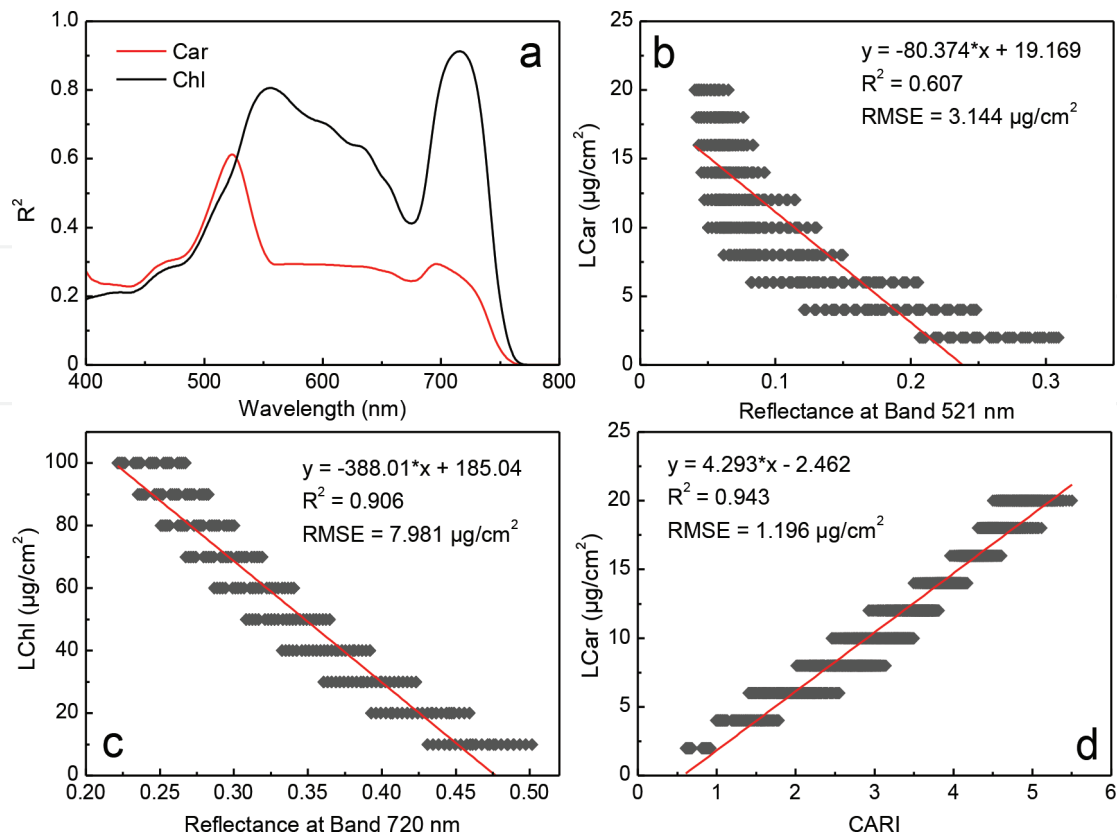 a
Car
Chl
1.0
0.8
0.6
0.4
0.2
0.0
R²
400
500
600
700
800
Wavelength (nm)
b
y = -80.374*x + 19.169
R² = 0.607
RMSE = 3.144 µg/cm²
25
20
15
10
5
0
LCar (µg/cm²)
0
0.1
0.2
0.3
Reflectance at Band 521 nm
y = -388.01*x + 185.04
R² = 0.906
RMSE = 7.981 µg/cm²
100
80
60
40
20
0
LChl (µg/cm²)
c
0.20
0.25
0.30
0.35
0.40
0.45
0.50
Reflectance at Band 720 nm
y = 4.293*x - 2.462
R² = 0.943
RMSE = 1.196 µg/cm²
25
20
15
10
5
0
LCar (µg/cm²)
d
0
1
2
3
4
5
6
CARI